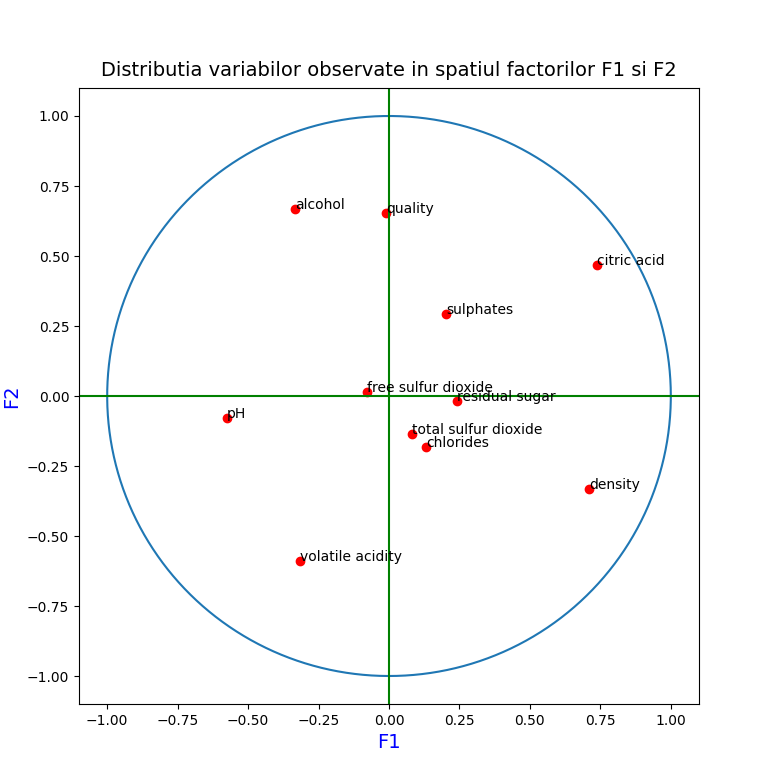 Distributia variabilor observate in spatiul factorilor F1 si F2
1.00
0.75
0.50
0.25
0.00
−0.25
−0.50
−0.75
−1.00
F2
alcohol
quality
citric acid
sulphates
free sulfur dioxide
residual sugar
pH
total sulfur dioxide
chlorides
density
volatile acidity
−1.00 −0.75 −0.50 −0.25 0.00 0.25 0.50 0.75 1.00
F1